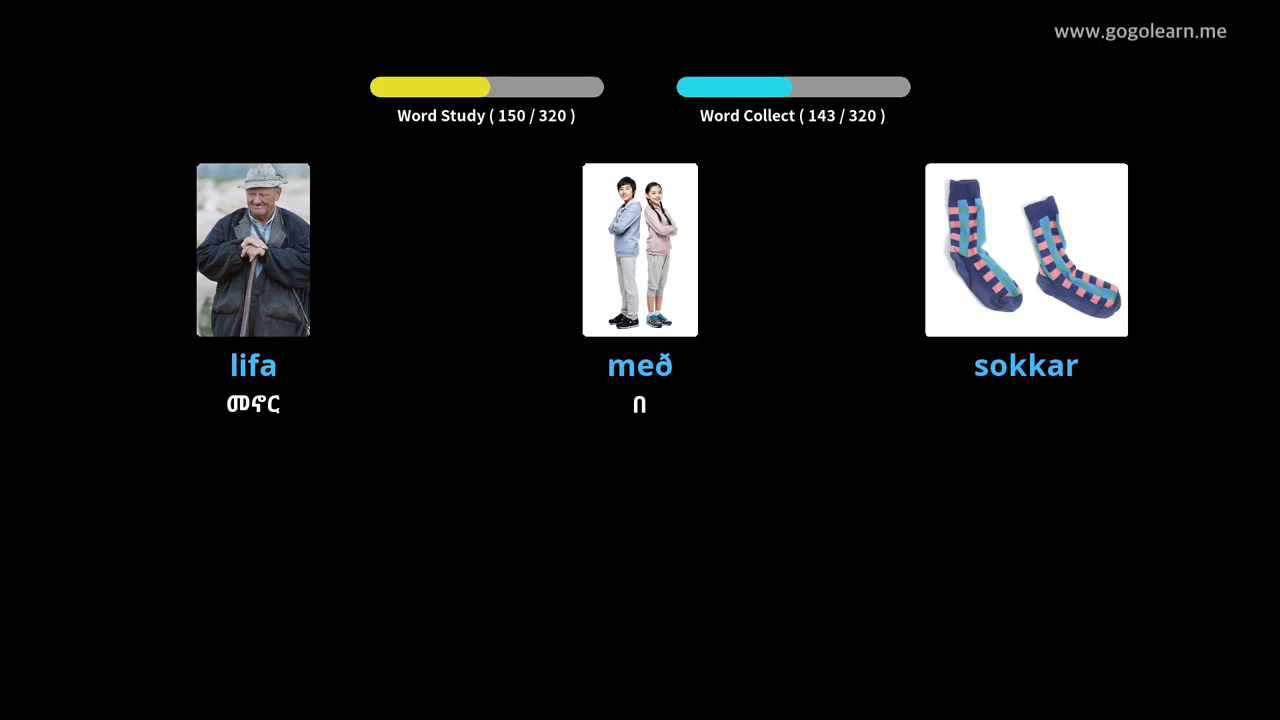 www.gogolearn.me
Word Study ( 150 / 320 )
Word Collect ( 143 / 320 )
lifa
með
sokkar
መኖር
በ